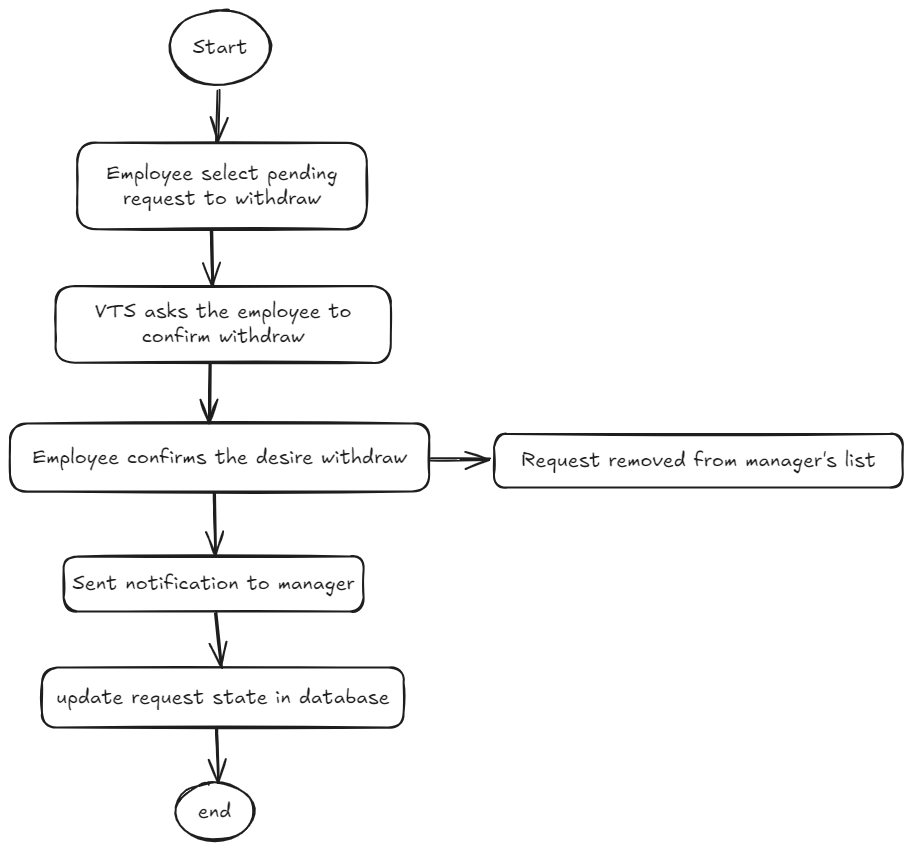 Start
Employee select pending
request to withdraw
VTS asks the employee to
confirm withdraw
Employee confirms the desire withdraw
Request removed from manager's list
Sent notification to manager
update request state in database
end